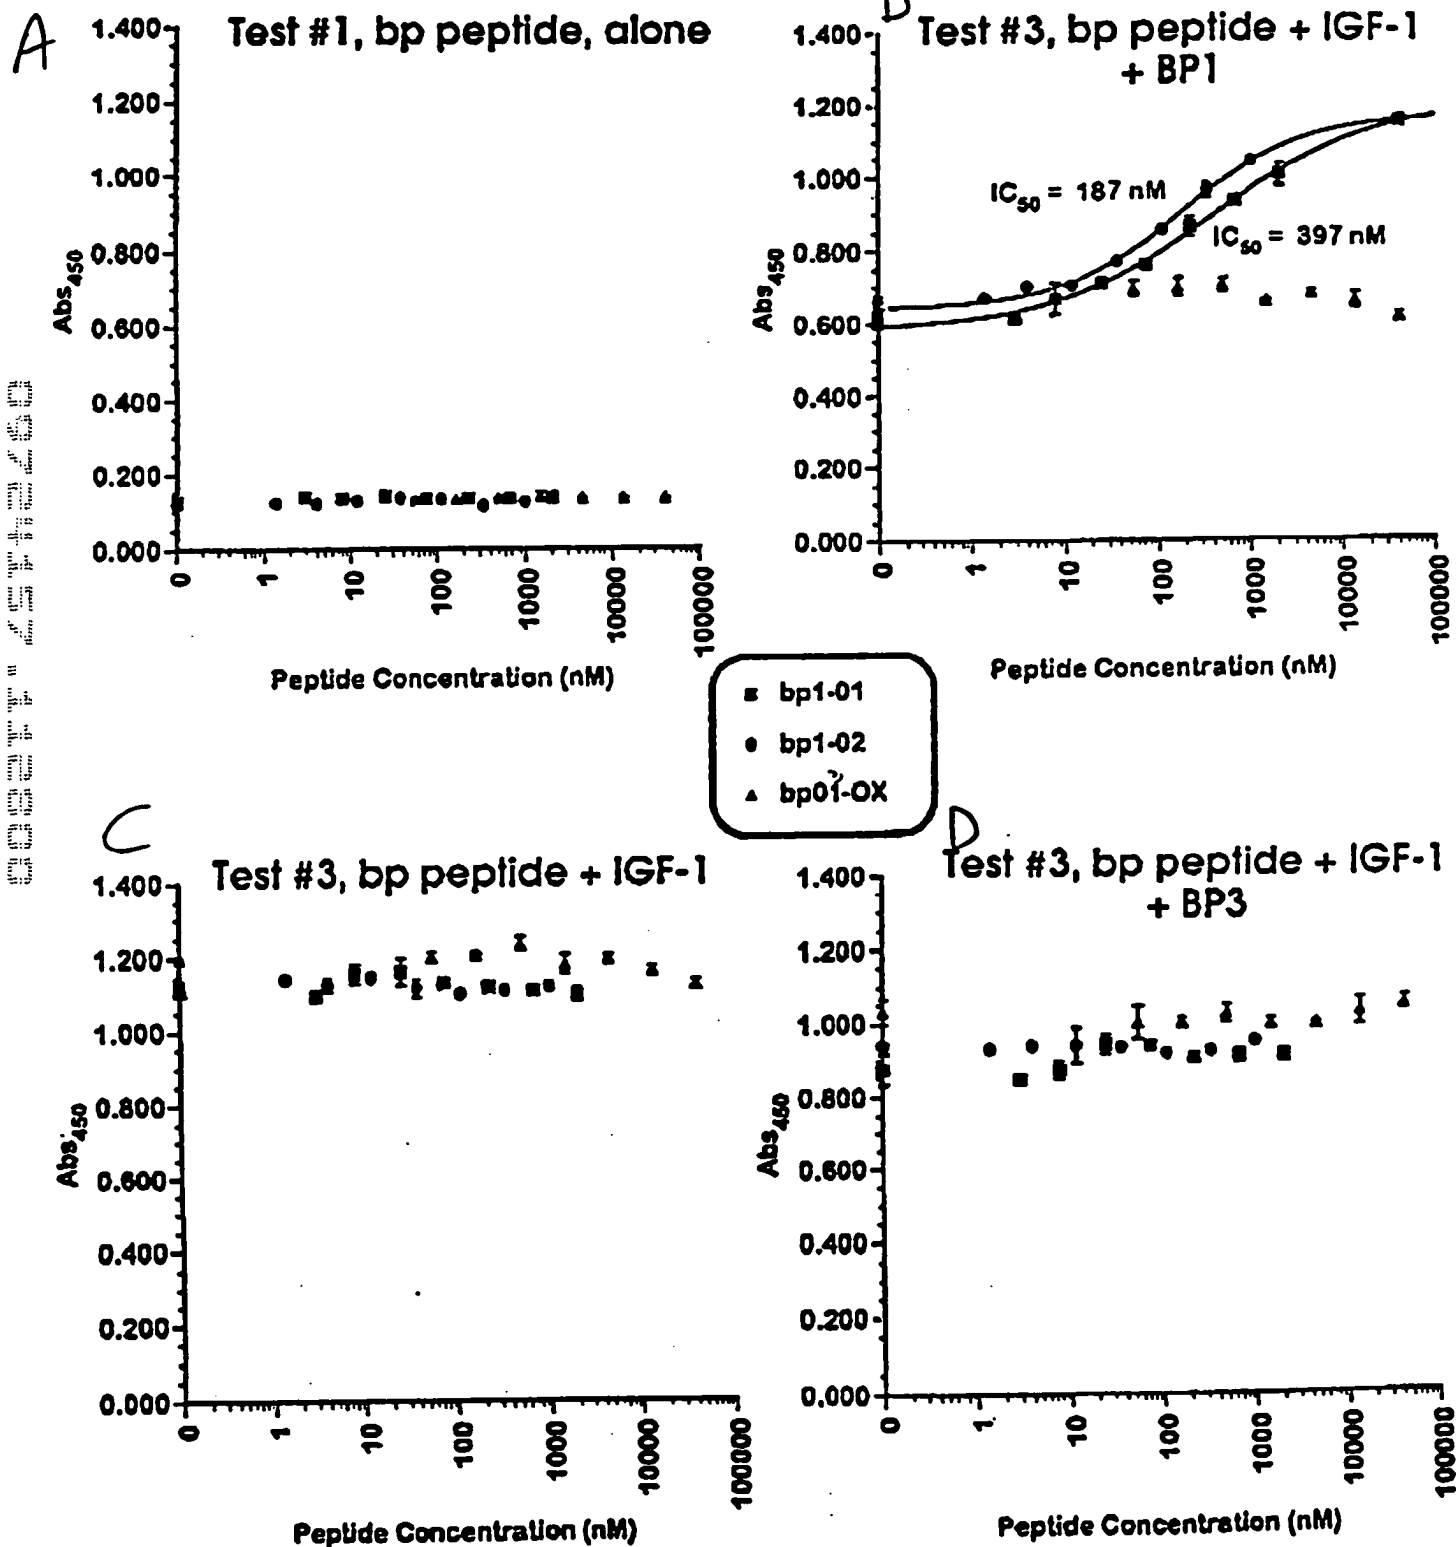 A
Test #1, bp peptide, alone
1.400
1.200
1.000
0.800
0.600
0.400
0.200
0.000
Abs450
0
1
10
100
1000
10000
100000
Peptide Concentration (nM)
Test #3, bp peptide + IGF-1
+ BP1
1.400
1.200
1.000
0.800
0.600
0.400
0.200
0.000
Abs450
IC50 = 187 nM
IC50 = 397 nM
0
1
10
100
1000
10000
100000
Peptide Concentration (nM)
bp1-01
bp1-02
bp01-OX
C
Test #3, bp peptide + IGF-1
1.400
1.200
1.000
0.800
0.600
0.400
0.200
0.000
Abs450
0
1
10
100
1000
10000
100000
Peptide Concentration (nM)
D
Test #3, bp peptide + IGF-1
+ BP3
1.400
1.200
1.000
0.800
0.600
0.400
0.200
0.000
Abs450
0
1
10
100
1000
10000
100000
Peptide Concentration (nM)